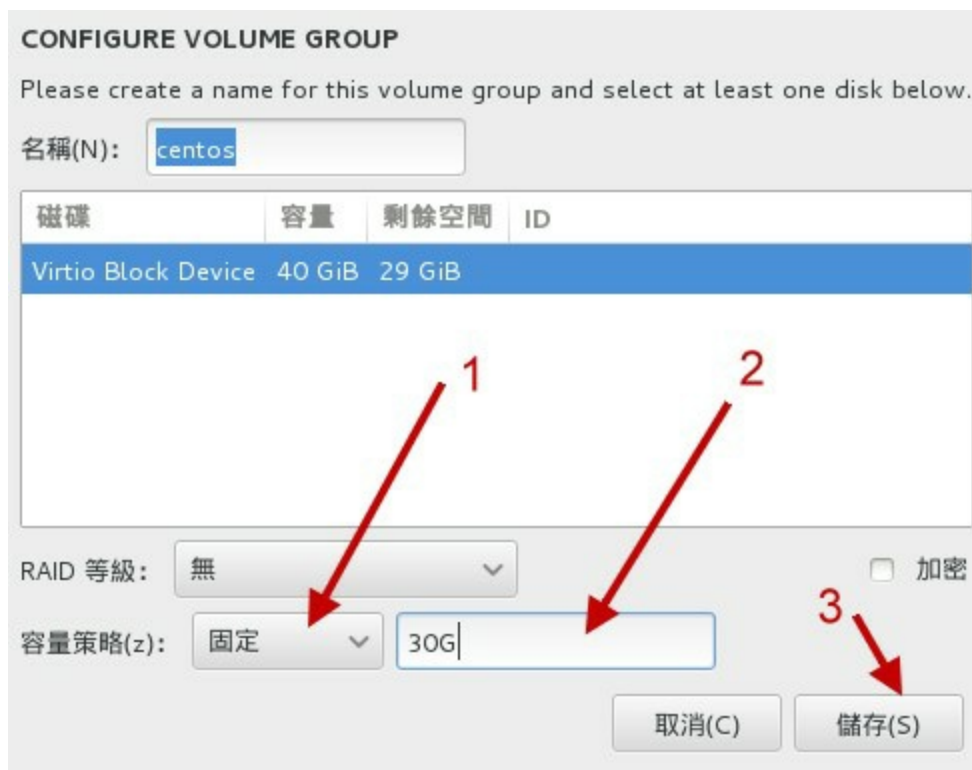 CONFIGURE VOLUME GROUP
Please create a name for this volume group and select at least one disk below.
名稱(N)： centos
磁碟 容量 剩餘空間 ID
Virtio Block Device 40 GiB 29 GiB
1
2
RAID 等級： 無 加密
3
容量策略(z)： 固定 30G
取消(C) 儲存(S)